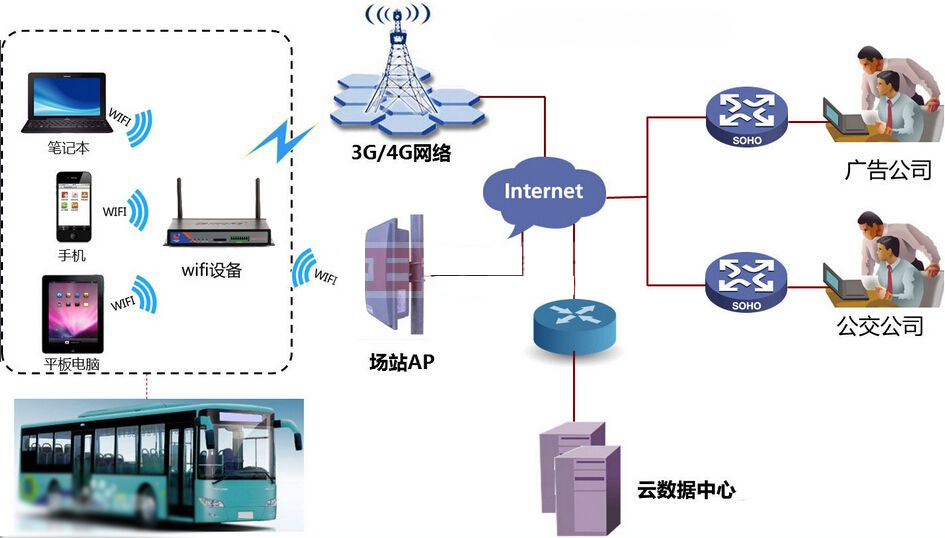 WIFI
笔记本
WIFI
手机
WIFI
平板电脑
wifi设备
3G/4G网络
WIFI
场站AP
Internet
SOHO
广告公司
SOHO
公交公司
云数据中心